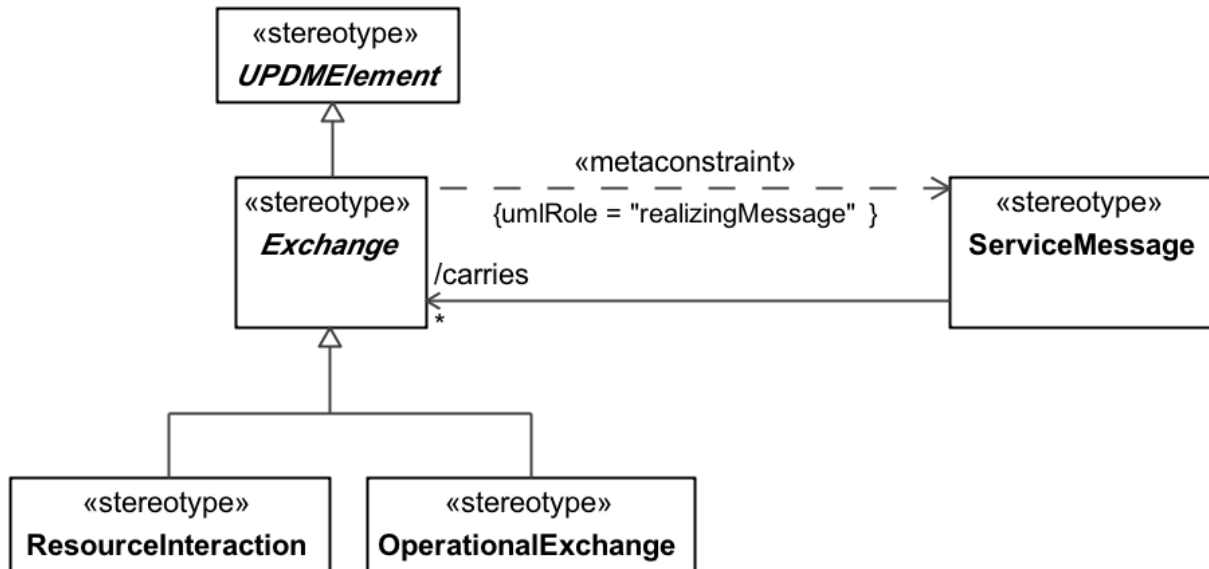 «stereotype»
UPDMElement
«metaconstraint»
«stereotype»
Exchange
{umlRole = "realizingMessage" }
«stereotype»
ServiceMessage
/carries
*
«stereotype»
ResourceInteraction
«stereotype»
OperationalExchange